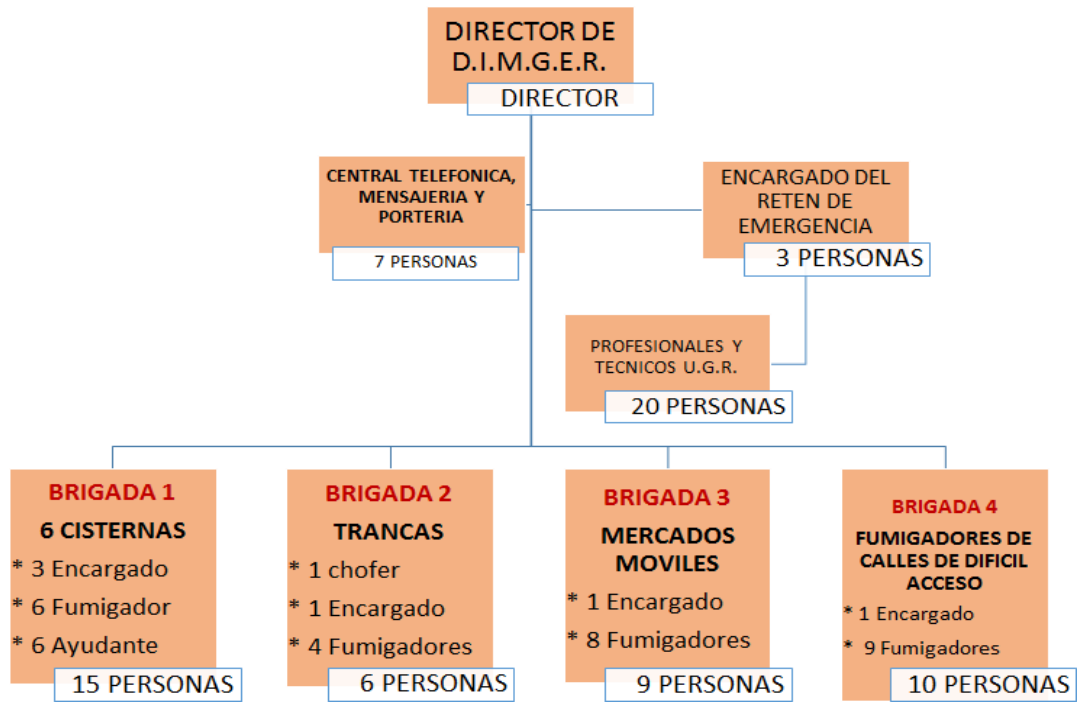 DIRECTOR DE
D.I.M.G.E.R.
DIRECTOR
CENTRAL TELEFONICA,
MENSAJERIA Y
PORTERIA
7 PERSONAS
ENCARGADO DEL
RETEN DE
EMERGENCIA
3 PERSONAS
PROFESIONALES Y
TECNICOS U.G.R.
20 PERSONAS
BRIGADA 1
6 CISTERNAS
* 3 Encargado
* 6 Fumigador
* 6 Ayudante
15 PERSONAS
BRIGADA 2
TRANCAS
* 1 chofer
* 1 Encargado
* 4 Fumigadores
6 PERSONAS
BRIGADA 3
MERCADOS
MOVILES
* 1 Encargado
* 8 Fumigadores
9 PERSONAS
BRIGADA 4
FUMIGADORES DE
CALLES DE DIFICIL
ACCESO
* 1 Encargado
* 9 Fumigadores
10 PERSONAS